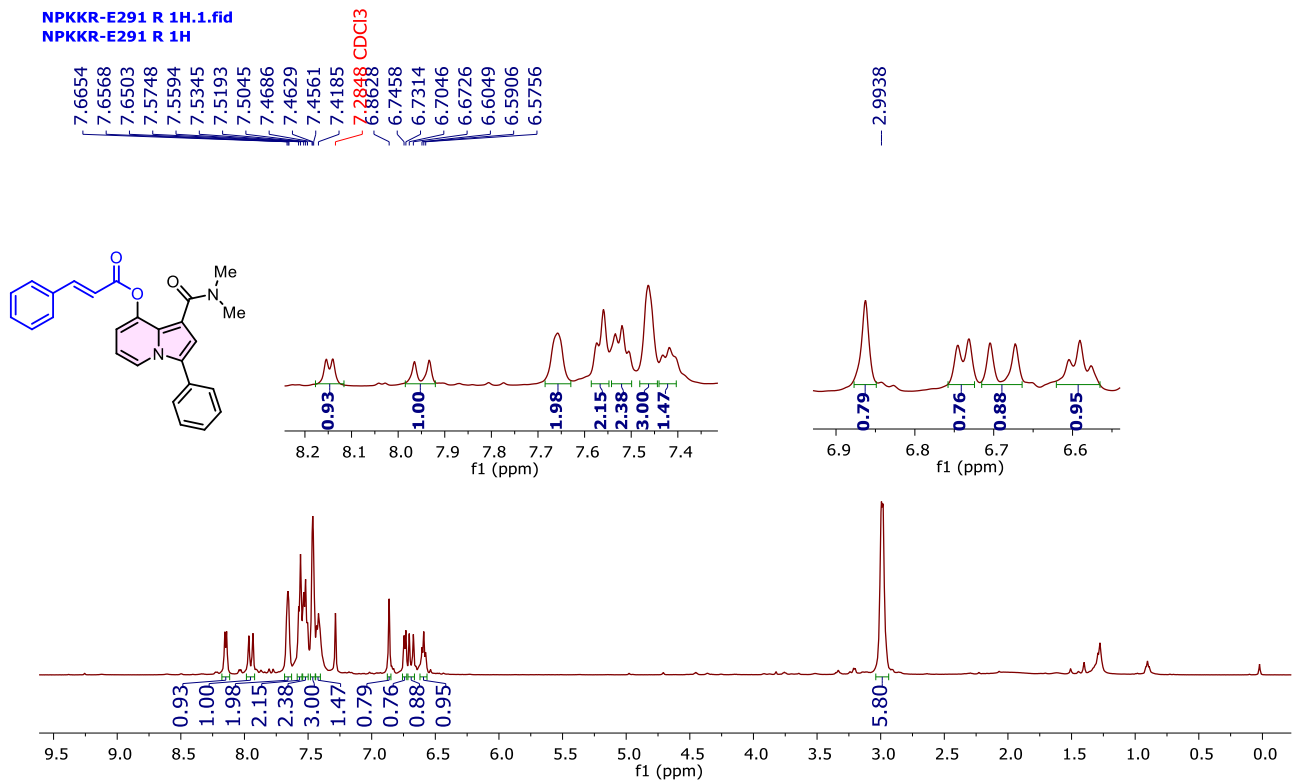 NPKKR-E291 R 1H.1.fid
NPKKR-E291 R 1H
7.6654
7.6568
7.6503
7.5748
7.5594
7.5345
7.5193
7.5045
7.4686
7.4629
7.4561
7.4185
7.2848 CDCl3
6.8628
6.7458
6.7314
6.7046
6.6726
6.6049
6.5906
6.5756
2.9938
O
O
O
N
Me
Me
N
0.93
1.00
1.98
2.15
2.38
3.00
1.47
8.2 8.1 8.0 7.9 7.8 7.7 7.6 7.5 7.4
f1 (ppm)
0.79
0.76
0.88
0.95
6.9 6.8 6.7 6.6
f1 (ppm)
0.93
1.00
1.98
2.15
2.38
3.00
1.47
0.79
0.76
0.88
0.95
5.80
9.5 9.0 8.5 8.0 7.5 7.0 6.5 6.0 5.5 5.0 4.5 4.0 3.5 3.0 2.5 2.0 1.5 1.0 0.5 0.0
f1 (ppm)